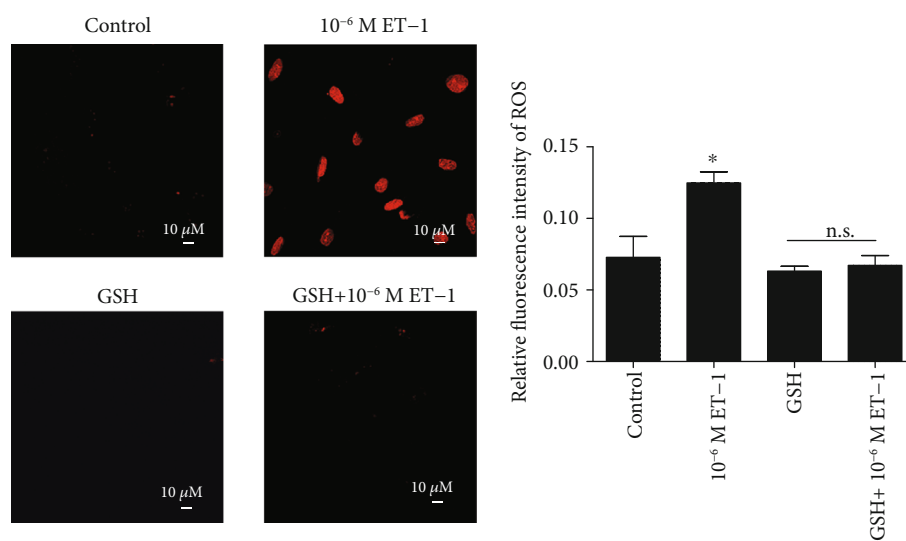 Control
10⁻⁶ M ET−1
10 μM
10 μM
GSH
GSH+10⁻⁶ M ET−1
10 μM
10 μM
Relative fluorescence intensity of ROS
0.15
0.10
0.05
0.00
*
n.s.
Control
10⁻⁶ M ET−1
GSH
GSH+ 10⁻⁶ M ET−1